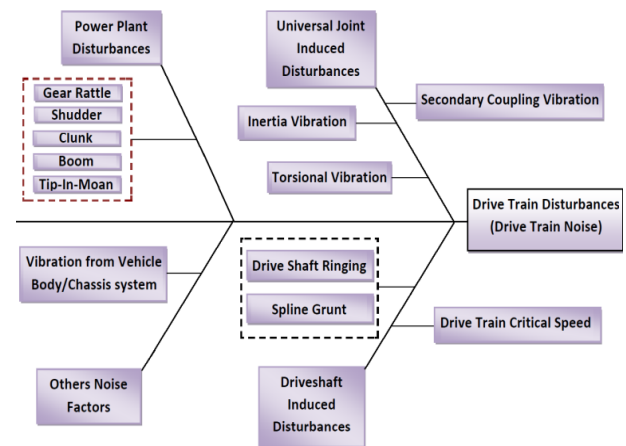 Power Plant
Disturbances
Gear Rattle
Shudder
Clunk
Boom
Tip-In-Moan
Universal Joint
Induced
Disturbances
Secondary Coupling Vibration
Inertia Vibration
Torsional Vibration
Drive Train Disturbances
(Drive Train Noise)
Vibration from Vehicle
Body/Chassis system
Others Noise
Factors
Drive Shaft Ringing
Spline Grunt
Drive Train Critical Speed
Driveshaft
Induced
Disturbances